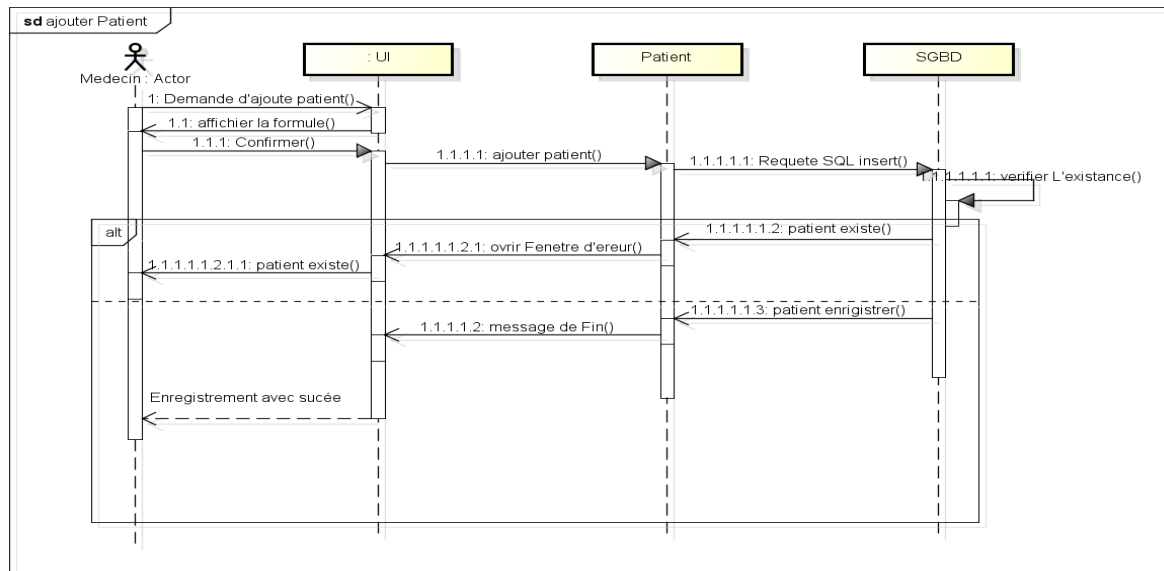 sd ajouter Patient
: UI
Patient
SGBD
Medecin : Actor
1: Demande d'ajoute patient()
1.1: affichier la formule()
1.1.1: Confirmer()
1.1.1.1: ajouter patient()
1.1.1.1.1: Requete SQL insert()
1.1.1.1.1.1: verifier L'existance()
alt
1.1.1.1.1.2: patient existe()
1.1.1.1.1.2.1: ovrir Fenetre d'ereur()
1.1.1.1.1.2.1.1: patient existe()
1.1.1.1.1.3: patient enrigistrer()
1.1.1.1.2: message de Fin()
Enregistrement avec sucée